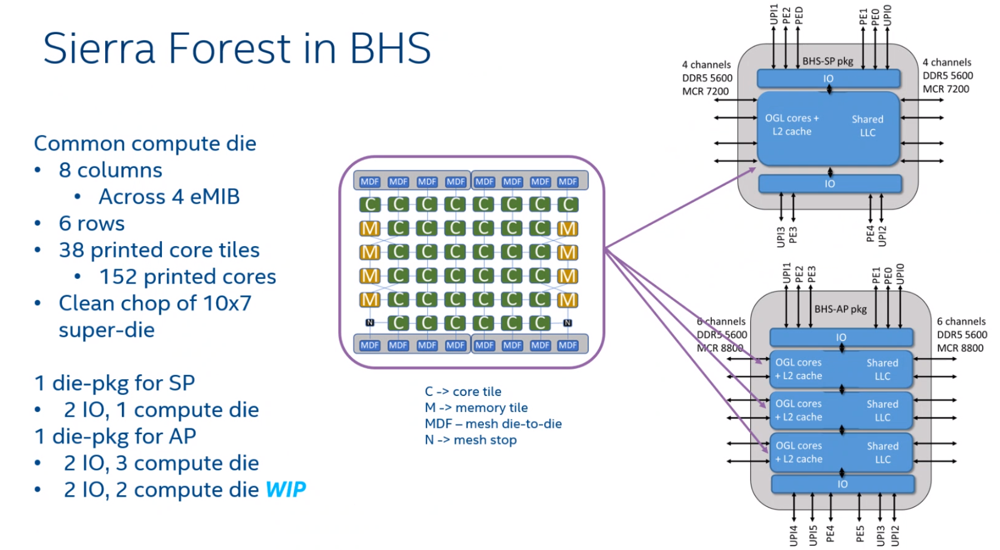 Sierra Forest in BHS
Common compute die
• 8 columns
• Across 4 eMIB
• 6 rows
• 38 printed core tiles
• 152 printed cores
• Clean chop of 10x7
super-die
1 die-pkg for SP
• 2 IO, 1 compute die
1 die-pkg for AP
• 2 IO, 3 compute die
• 2 IO, 2 compute die WIP
MDF MDF MDF MDF MDF MDF MDF MDF
C C C C C C C C
M C C C C C C M
M C C C C C C M
M C C C C C C M
M C C C C C C M
N C C C C C C N
MDF MDF MDF MDF MDF MDF MDF MDF
C -> core tile
M -> memory tile
MDF – mesh die-to-die
N -> mesh stop
UPI1 PE2 PED PE1 PE0 UPI0
BHS-SP pkg
4 channels
DDR5 5600
MCR 7200
4 channels
DDR5 5600
MCR 7200
IO
OGL cores +
L2 cache
Shared
LLC
IO
UPI3 PE3 PE4 UPI2
UPI1 PE2 PE3 PE1 PE0 UPI0
BHS-AP pkg
6 channels
DDR5 5600
MCR 8800
6 channels
DDR5 5600
MCR 8800
IO
OGL cores
+ L2 cache
Shared
LLC
OGL cores
+ L2 cache
Shared
LLC
OGL cores
+ L2 cache
Shared
LLC
IO
UPI4 UPI5 PE4 PE5 UPI3 UPI2